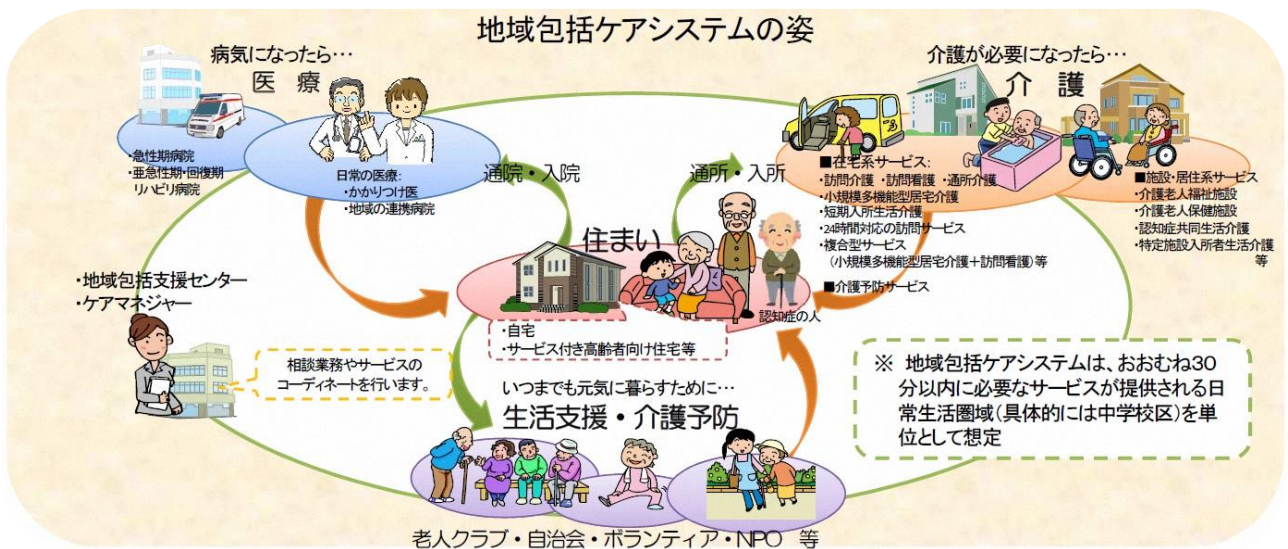 地域包括ケアシステムの姿
病気になったら…
医 療
・急性期病院
・亜急性期・回復期
リハビリ病院
日常の医療:
・かかりつけ医
・地域の連携病院
通院・入院
介護が必要になったら…
介 護
通所・入所
■在宅系サービス:
・訪問介護 ・訪問看護 ・通所介護
・小規模多機能型居宅介護
・短期入所生活介護
・24時間対応の訪問サービス
・複合型サービス
(小規模多機能型居宅介護+訪問看護)等
■介護予防サービス
■施設・居住系サービス
・介護老人福祉施設
・介護老人保健施設
・認知症共同生活介護
・特定施設入所者生活介護
等
住まい
認知症の人
・自宅
・サービス付き高齢者向け住宅等
・地域包括支援センター
・ケアマネジャー
相談業務やサービスの
コーディネートを行います。
いつまでも元気に暮らすために…
生活支援・介護予防
老人クラブ・自治会・ボランティア・NPO 等
※ 地域包括ケアシステムは、おおむね30
分以内に必要なサービスが提供される日
常生活圏域(具体的には中学校区)を単
位として想定